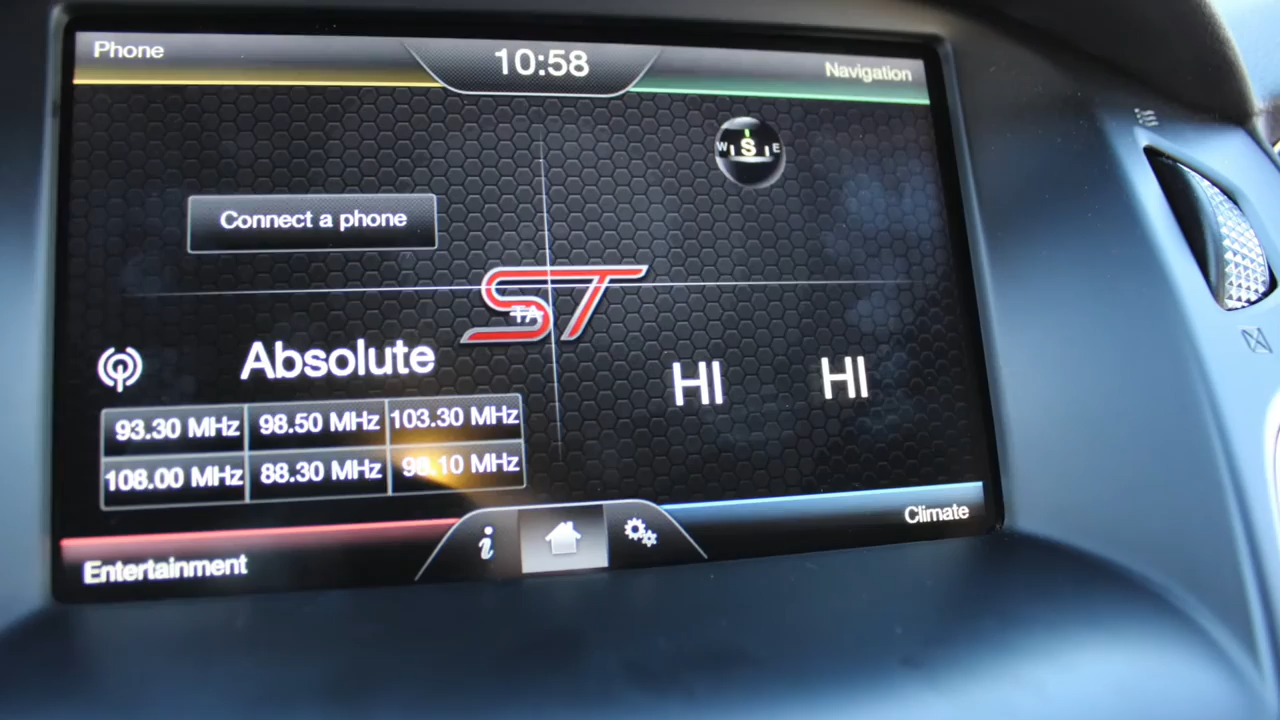 Phone
10:58
Navigation
W S E
Connect a phone
ST
TA
Absolute
HI HI
93.30 MHz 98.50 MHz 103.30 MHz
108.00 MHz 88.30 MHz 98.10 MHz
Climate
i
Entertainment